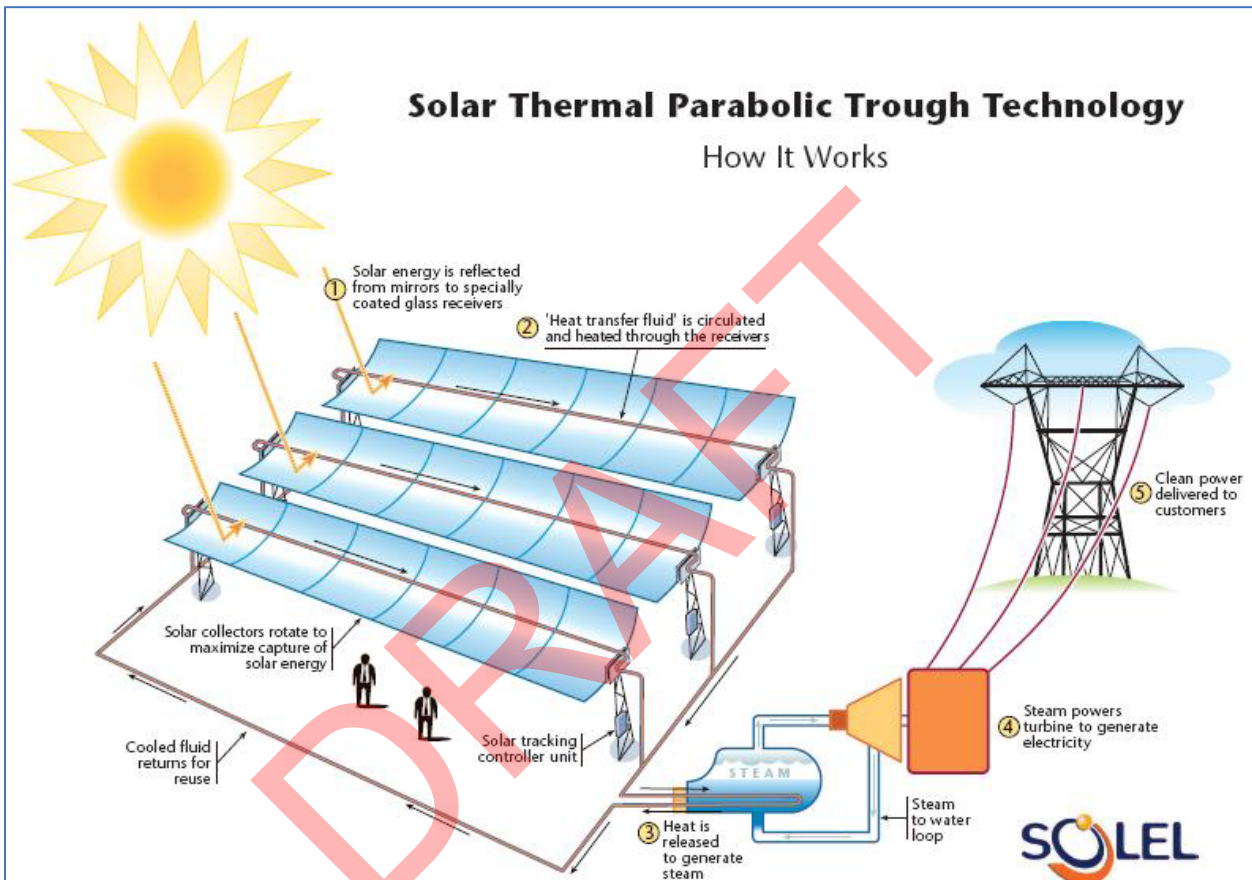 Solar Thermal Parabolic Trough Technology
How It Works
1
Solar energy is reflected
from mirrors to specially
coated glass receivers
2
'Heat transfer fluid' is circulated
and heated through the receivers
5
Clean power
delivered to
customers
Solar collectors rotate to
maximize capture of
solar energy
Cooled fluid
returns for
reuse
Solar tracking
controller unit
STEAM
4
Steam powers
turbine to generate
electricity
3
Heat is
released
to generate
steam
Steam
to water
loop
SOLEL
DRAFT